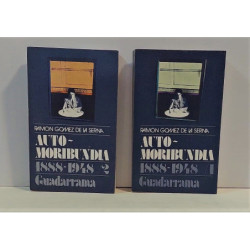 RAMON GOMEZ DE LA SERNA
AUTO-
MORIBUNDIA
1888-1948 2
Guadarrama
RAMON GOMEZ DE LA SERNA
AUTO-
MORIBUNDIA
1888-1948 1
Guadarrama